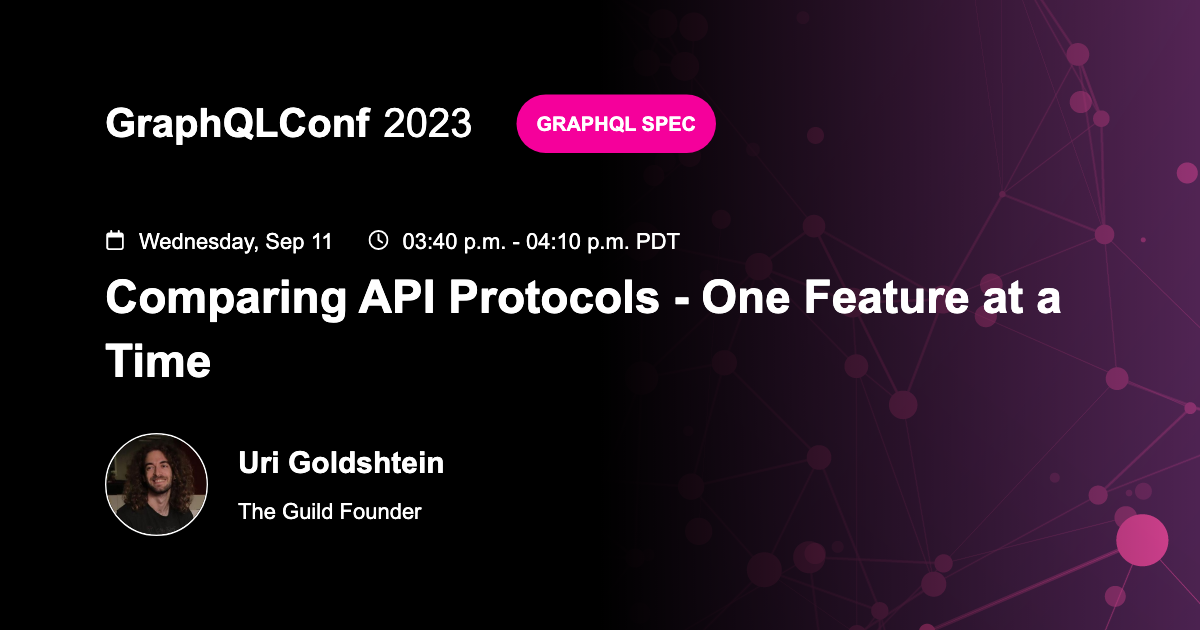 GraphQLConf 2023
GRAPHQL SPEC
Wednesday, Sep 11
03:40 p.m. - 04:10 p.m. PDT
Comparing API Protocols - One Feature at a
Time
Uri Goldshtein
The Guild Founder